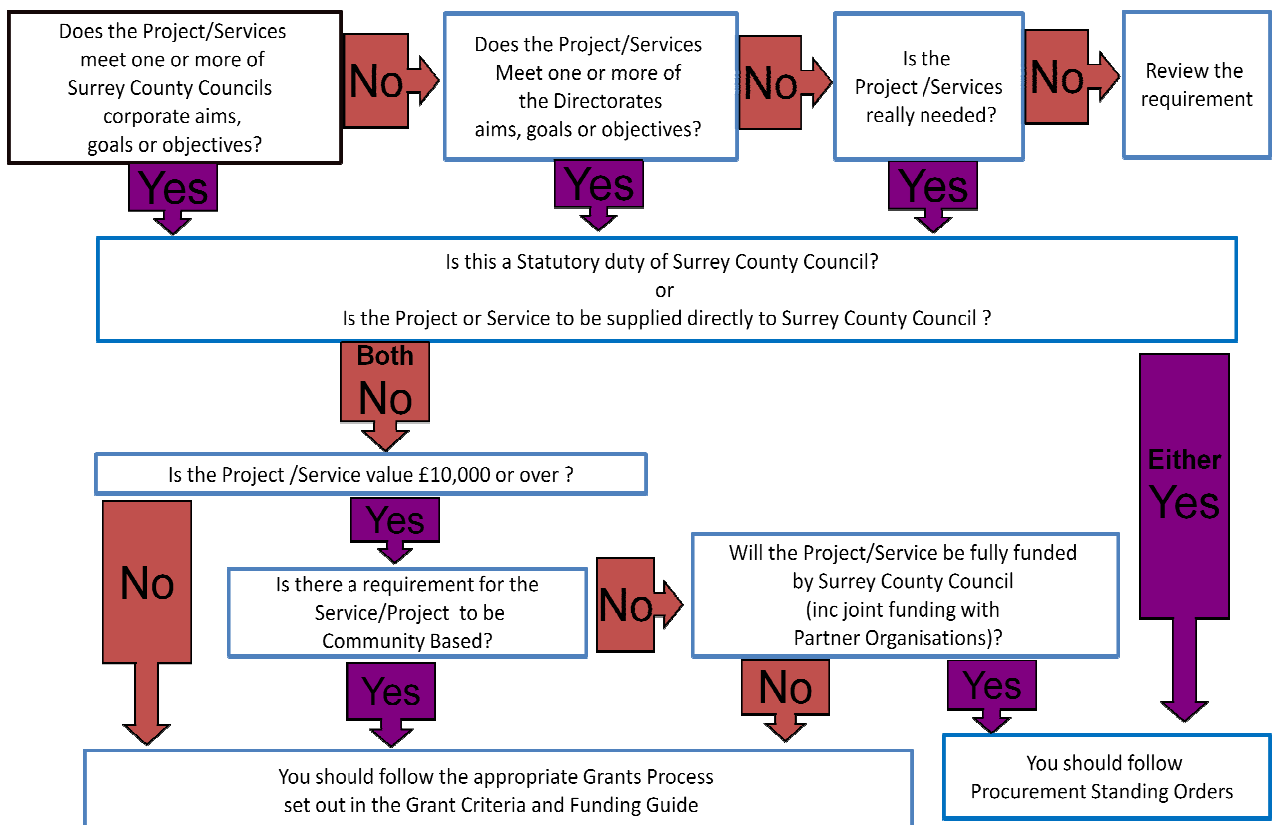 Does the Project/Services
meet one or more of
Surrey County Councils
corporate aims,
goals or objectives?
No
Does the Project/Services
Meet one or more of
the Directorates
aims, goals or objectives?
No
Is the
Project /Services
really needed?
No
Review the
requirement
Yes
Yes
Yes
Is this a Statutory duty of Surrey County Council?
or
Is the Project or Service to be supplied directly to Surrey County Council ?
Both
No
Either
Yes
Is the Project /Service value £10,000 or over ?
No
Yes
Is there a requirement for the
Service/Project to be
Community Based?
No
Will the Project/Service be fully funded
by Surrey County Council
(inc joint funding with
Partner Organisations)?
Yes
No
Yes
You should follow the appropriate Grants Process
set out in the Grant Criteria and Funding Guide
You should follow
Procurement Standing Orders